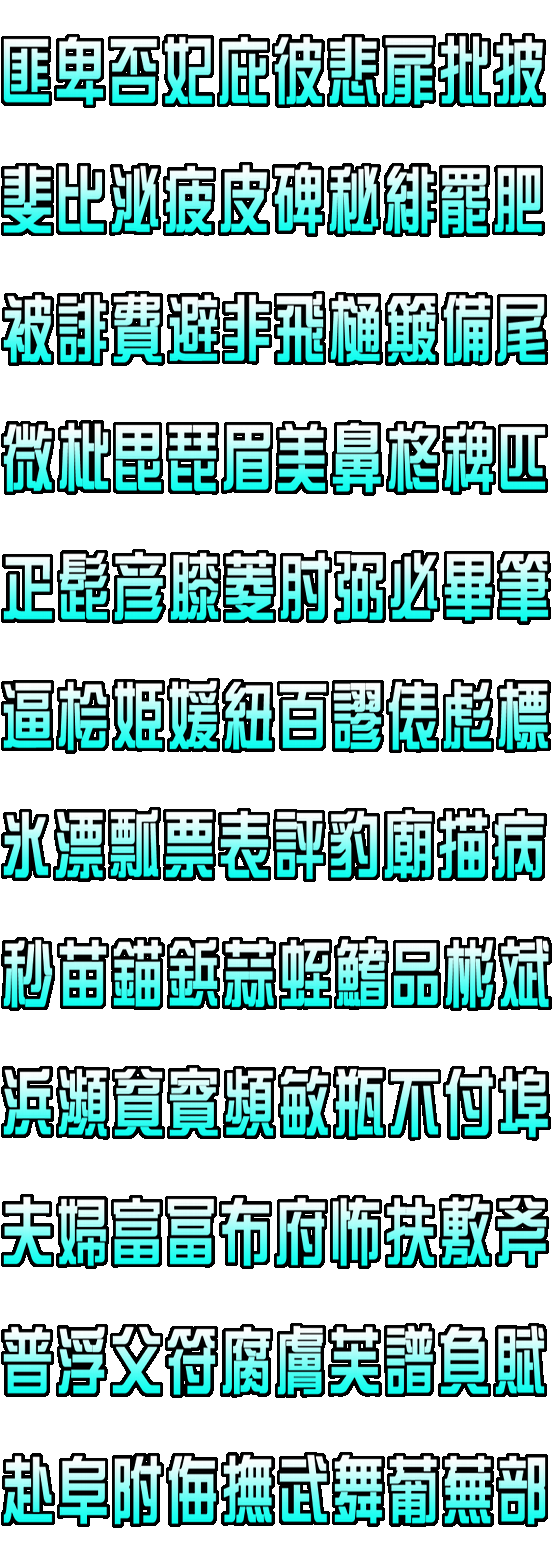 匪卑否妃庇彼悲扉批披
斐比泌疲皮碑秘緋罷肥
被誹費避非飛樋簸備尾
微枇毘琵眉美鼻柊稗匹
疋髭彦膝菱肘弼必畢筆
逼桧姫媛紐百謬俵彪標
氷漂瓢票表評豹廟描病
秒苗錨鋲蒜蛭鰭品彬斌
浜瀕貧賓頻敏瓶不付埠
夫婦富冨布府怖扶敷斧
普浮父符腐膚芙譜負賦
赴阜附侮撫武舞葡蕪部